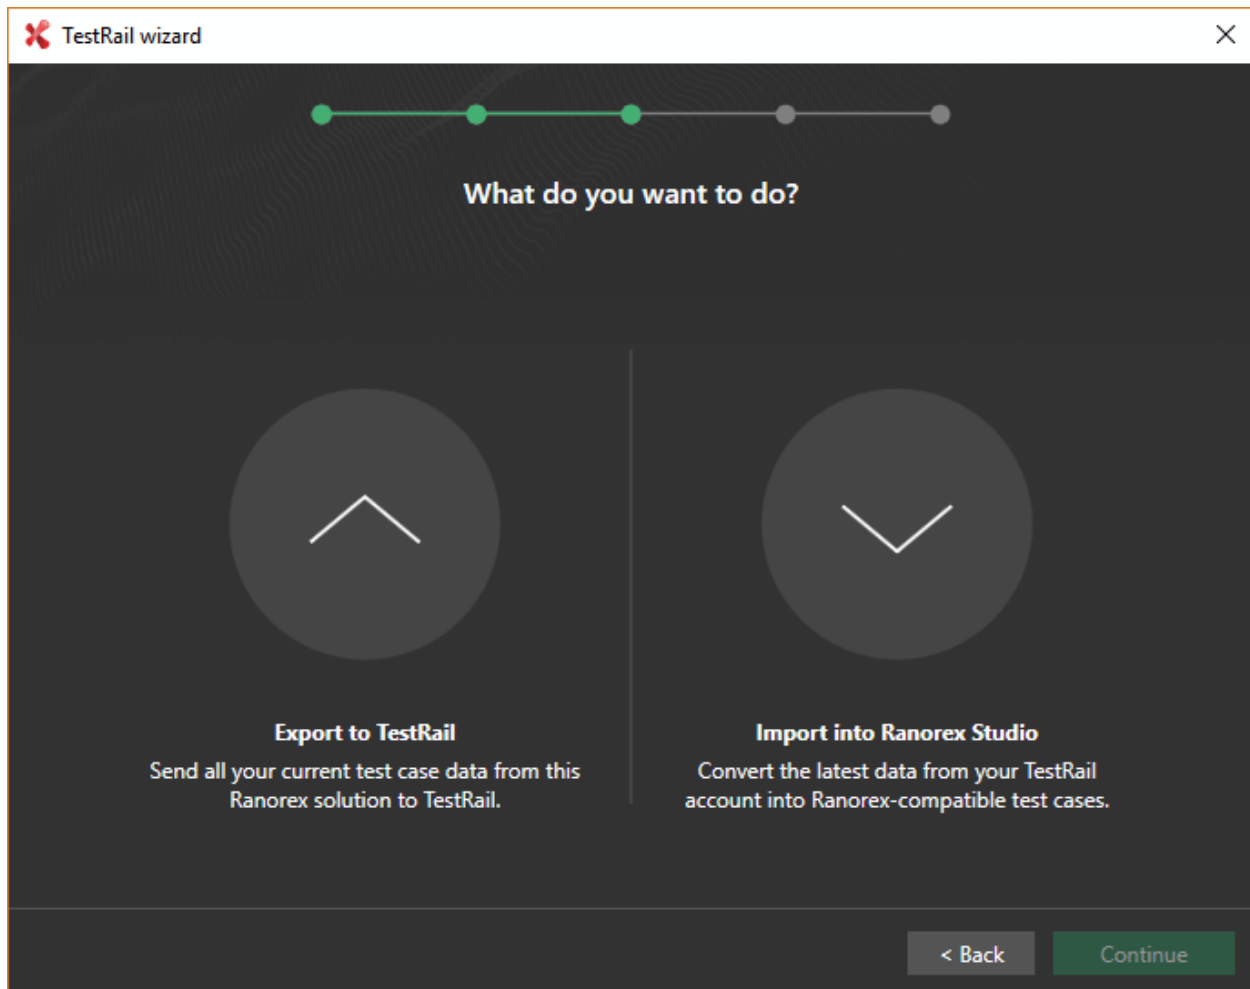 TestRail wizard
What do you want to do?
Export to TestRail
Send all your current test case data from this
Ranorex solution to TestRail.
Import into Ranorex Studio
Convert the latest data from your TestRail
account into Ranorex-compatible test cases.
< Back
Continue